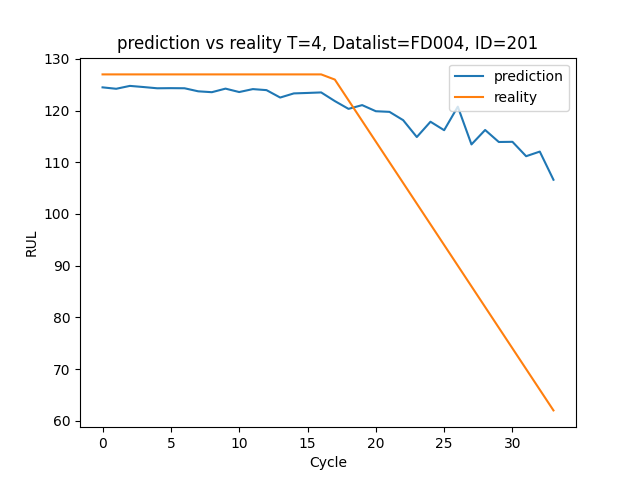 prediction vs reality T=4, Datalist=FD004, ID=201
prediction
reality
RUL
130
120
110
100
90
80
70
60
0 5 10 15 20 25 30
Cycle